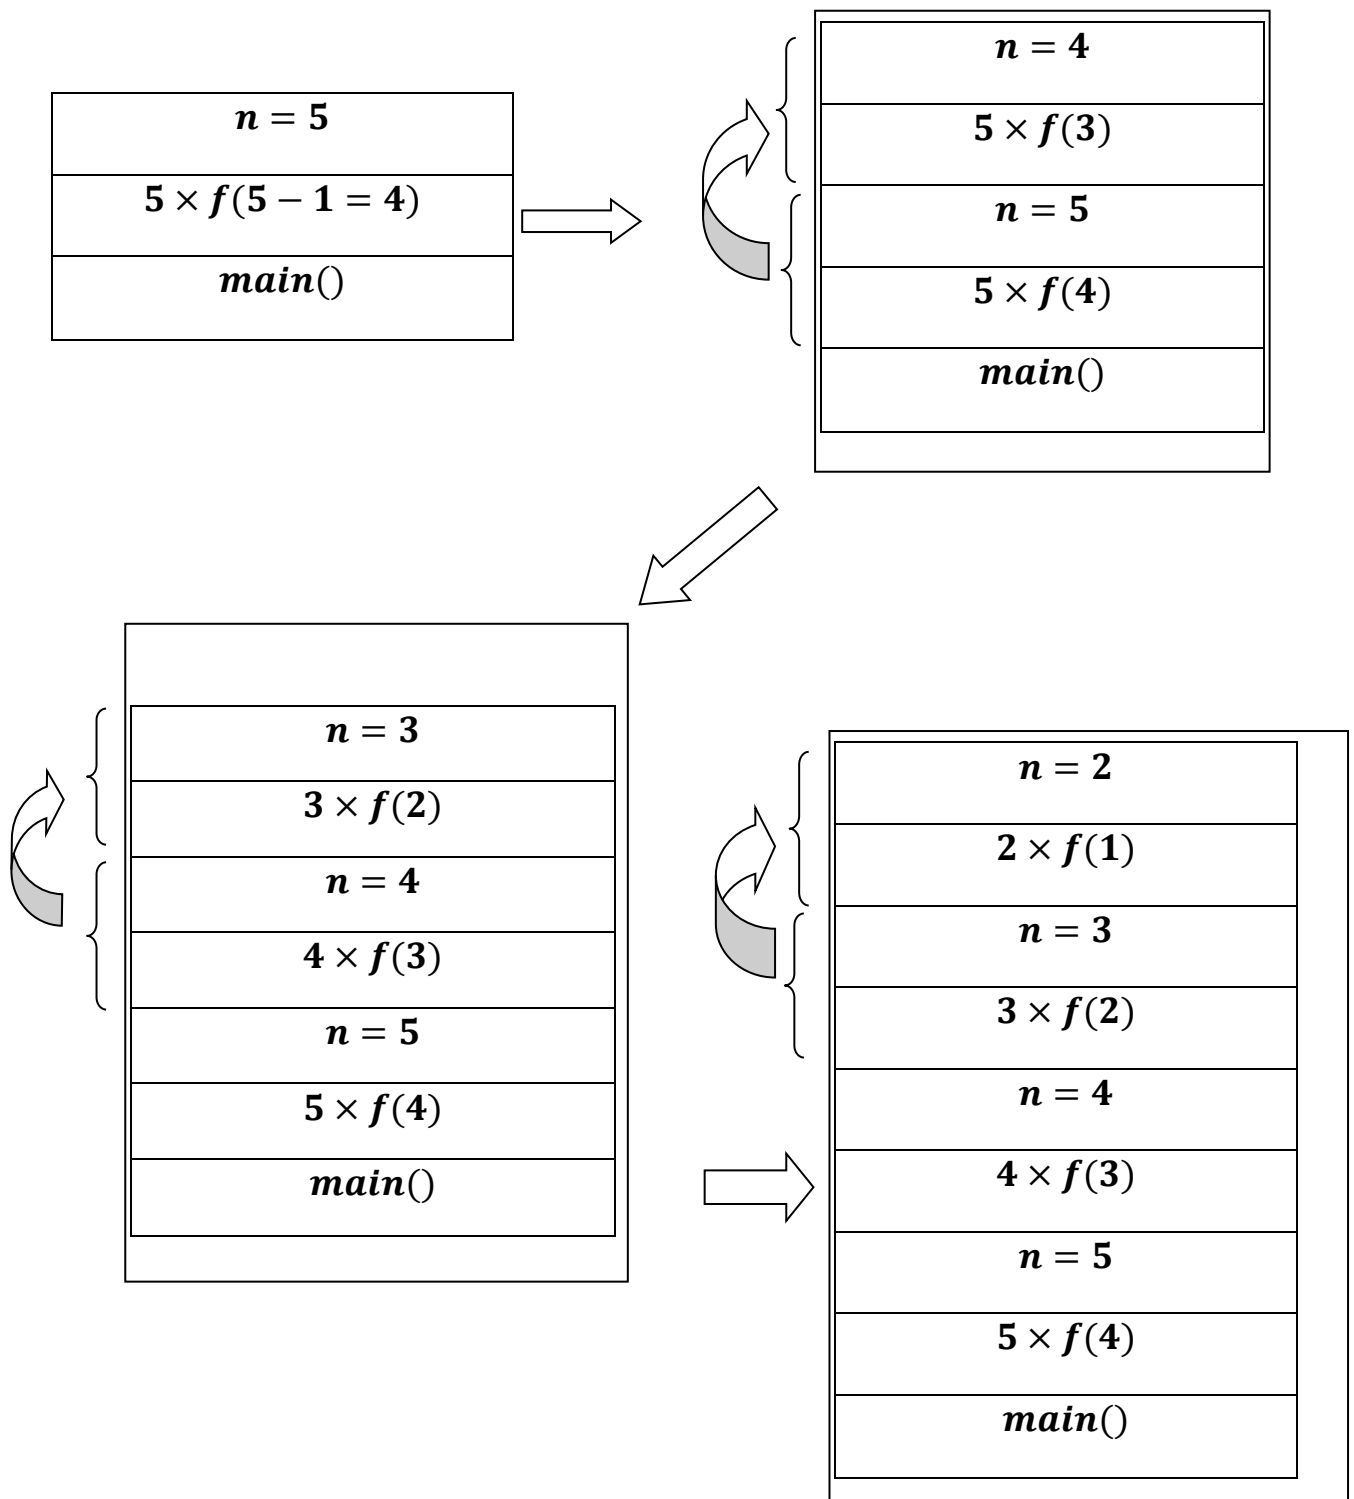 n = 5
5 × f(5 − 1 = 4)
main()
n = 4
5 × f(3)
n = 5
5 × f(4)
main()
n = 3
3 × f(2)
n = 4
4 × f(3)
n = 5
5 × f(4)
main()
n = 2
2 × f(1)
n = 3
3 × f(2)
n = 4
4 × f(3)
n = 5
5 × f(4)
main()